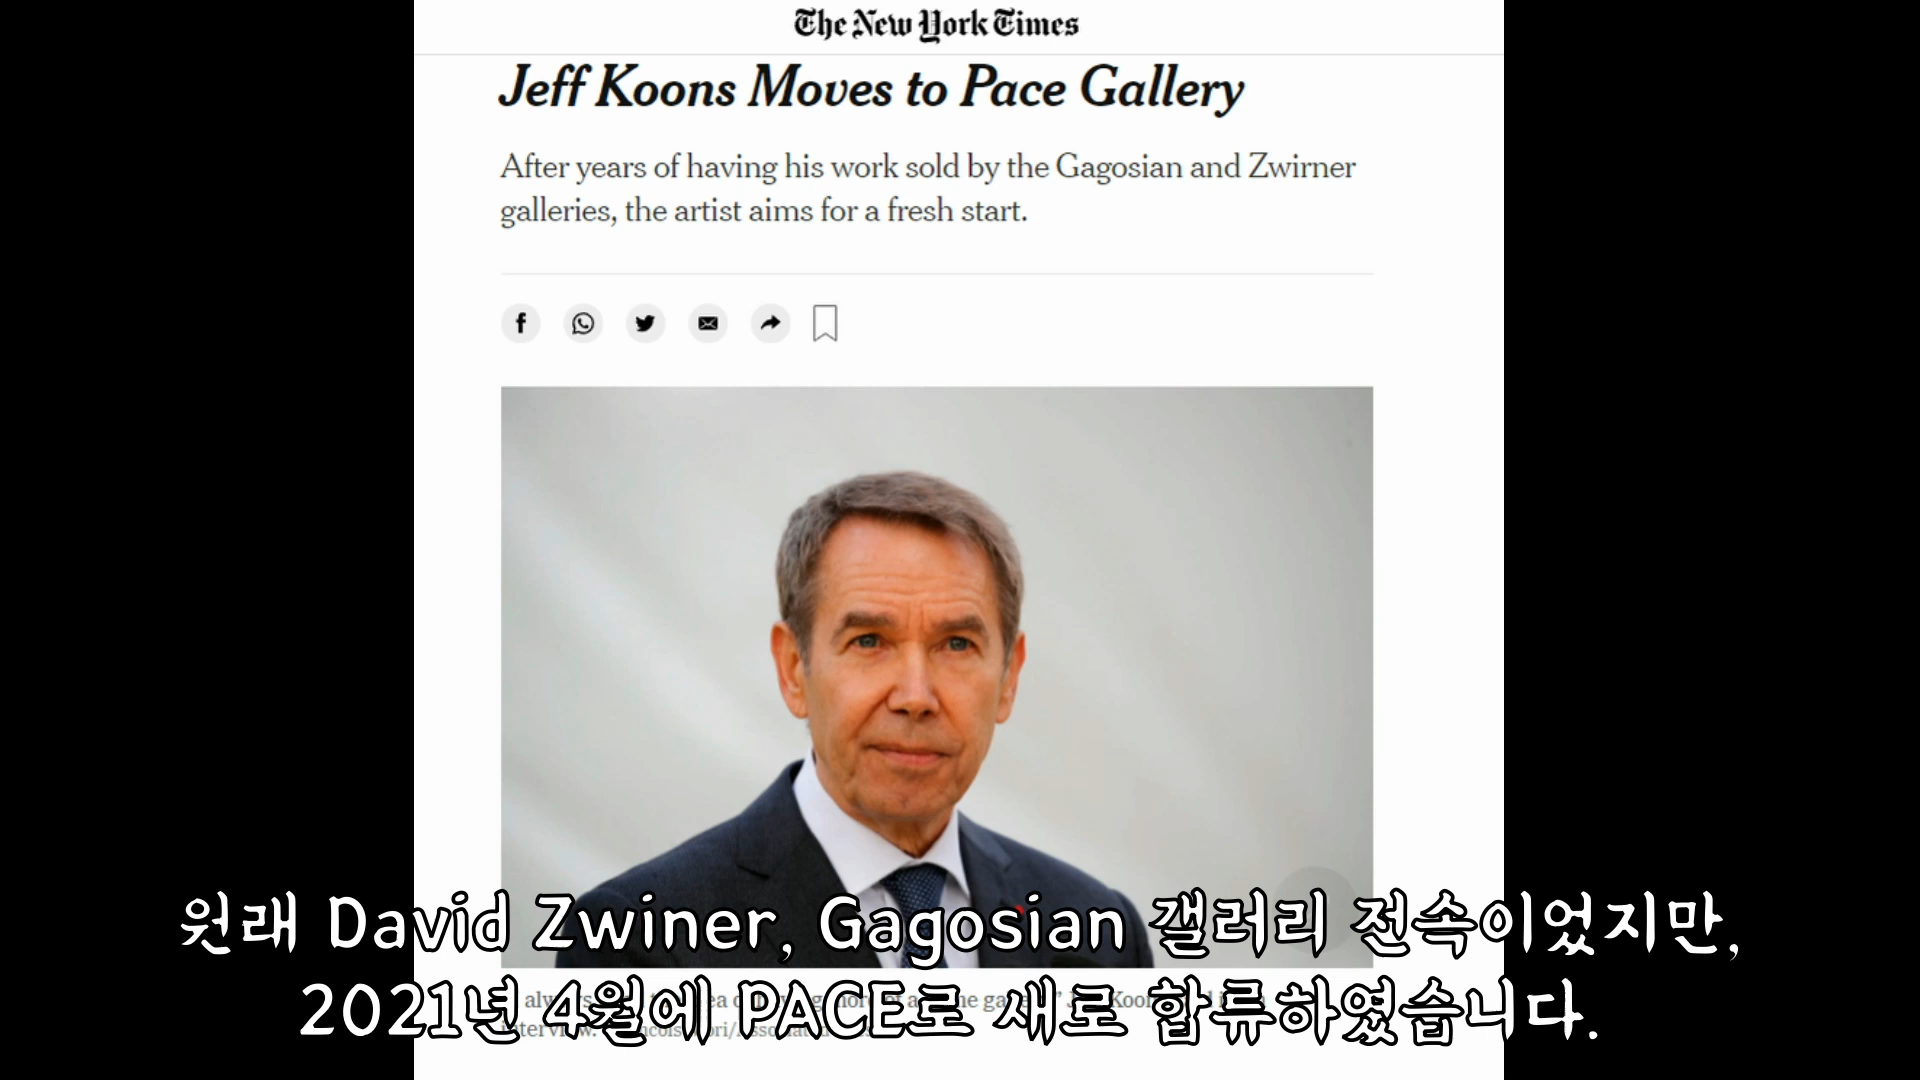 The New York Times
Jeff Koons Moves to Pace Gallery
After years of having his work sold by the Gagosian and Zwirner
galleries, the artist aims for a fresh start.
원래 David Zwiner, Gagosian 갤러리 전속이었지만,
2021년 4월에 PACE로 새로 합류하였습니다.